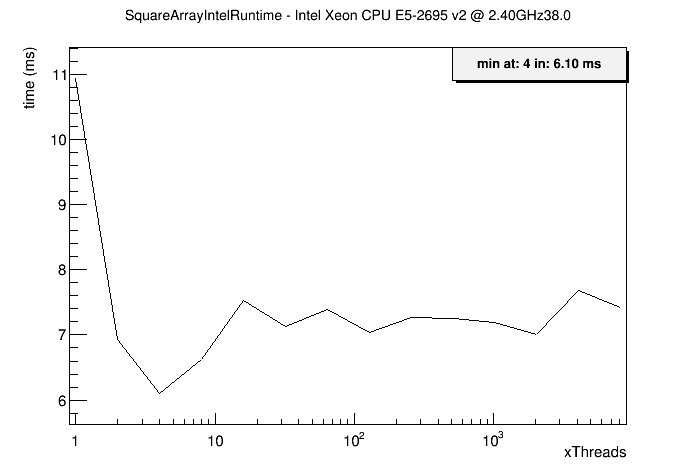 SquareArrayIntelRuntime - Intel Xeon CPU E5-2695 v2 @ 2.40GHz38.0
time (ms)
min at: 4 in: 6.10 ms
11
10
9
8
7
6
1 10 10² 10³
xThreads